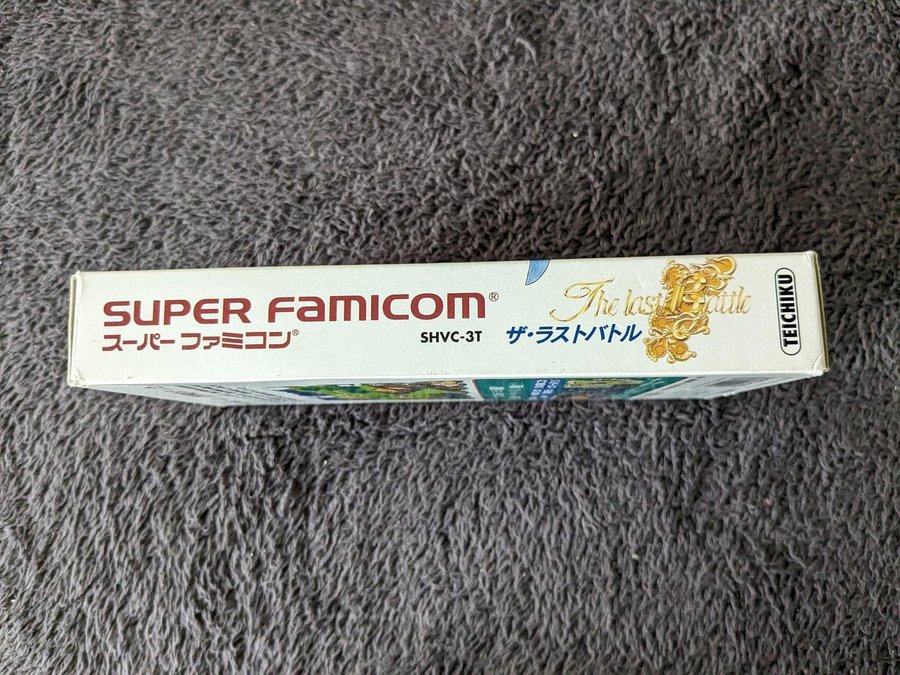 SUPER FAMICOM®
スーパーファミコン®
SHVC-3T
The last Battle
ザ・ラストバトル
TEICHIKU